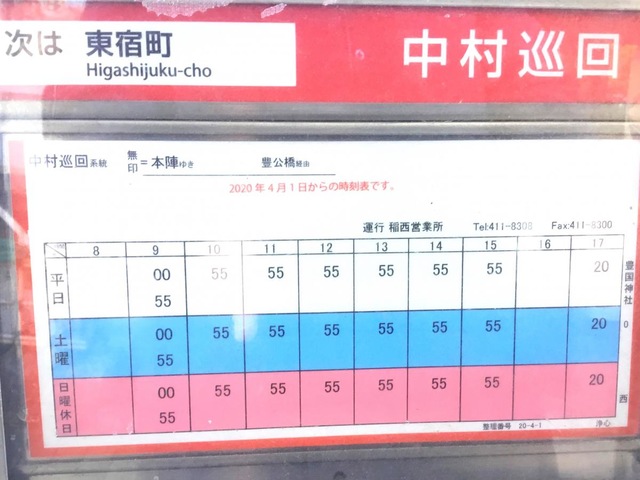 次は 東宿町 中村巡回
Higashijuku-cho
中村巡回系統 無印=本陣ゆき 豊公橋経由
2020年4月1日からの時刻表です。
運行 稲西営業所 Tel:411-8308 Fax:411-8300
8 9 10 11 12 13 14 15 16 17
平日 00 55 55 55 55 55 55 20
55
土曜 00 55 55 55 55 55 55 20
55
日曜休日 00 55 55 55 55 55 55 20
55
豊国神社 0 西
整理番号 20-4-1 浄心